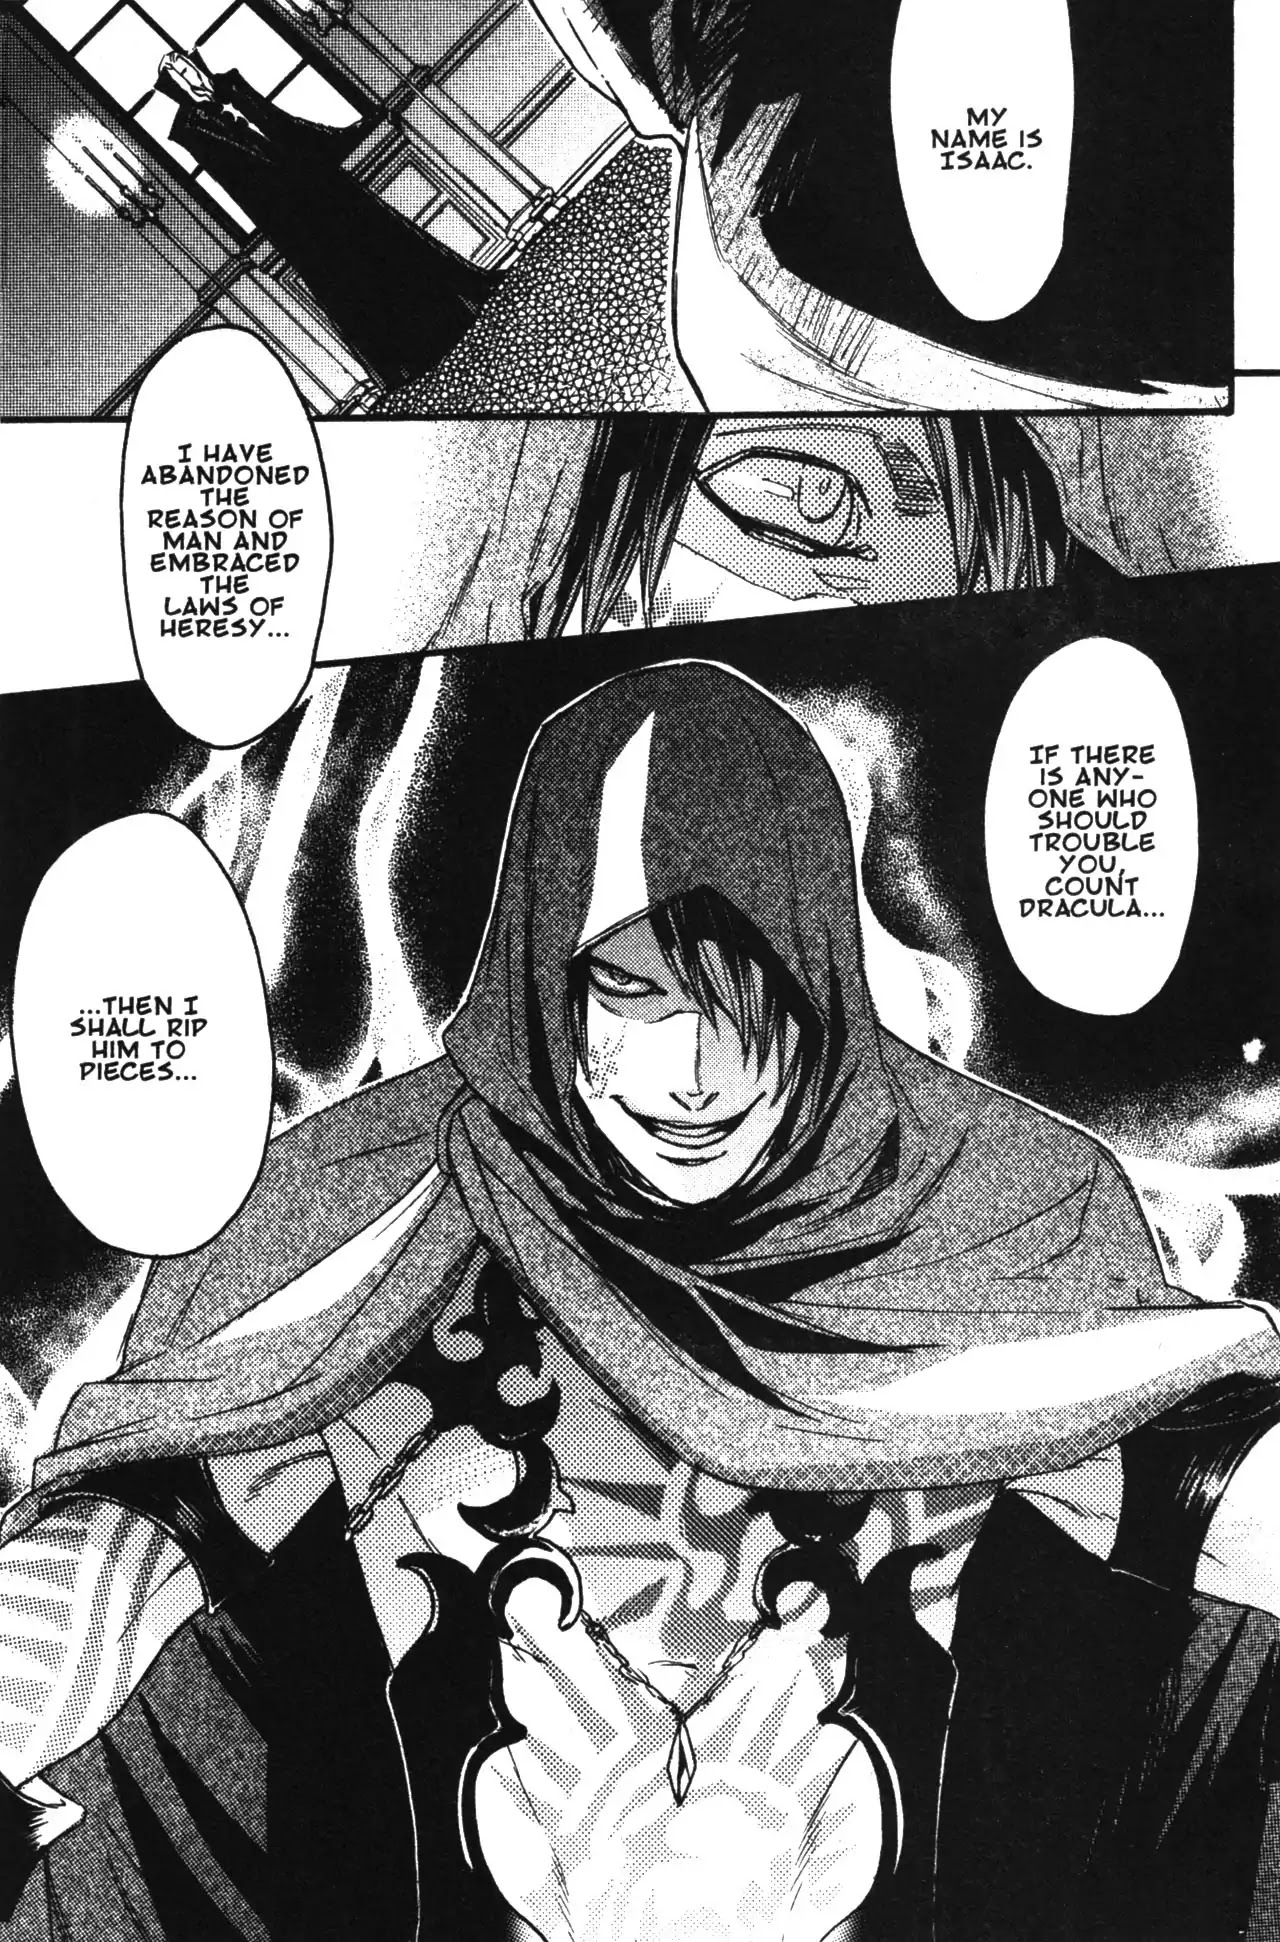 MY
NAME IS
ISAAC.
I HAVE
ABANDONED
THE
REASON OF
MAN AND
EMBRACED
THE
LAWS OF
HERESY...
IF THERE
IS ANY-
ONE WHO
SHOULD
TROUBLE
YOU,
COUNT
DRACULA...
...THEN I
SHALL RIP
HIM TO
PIECES...